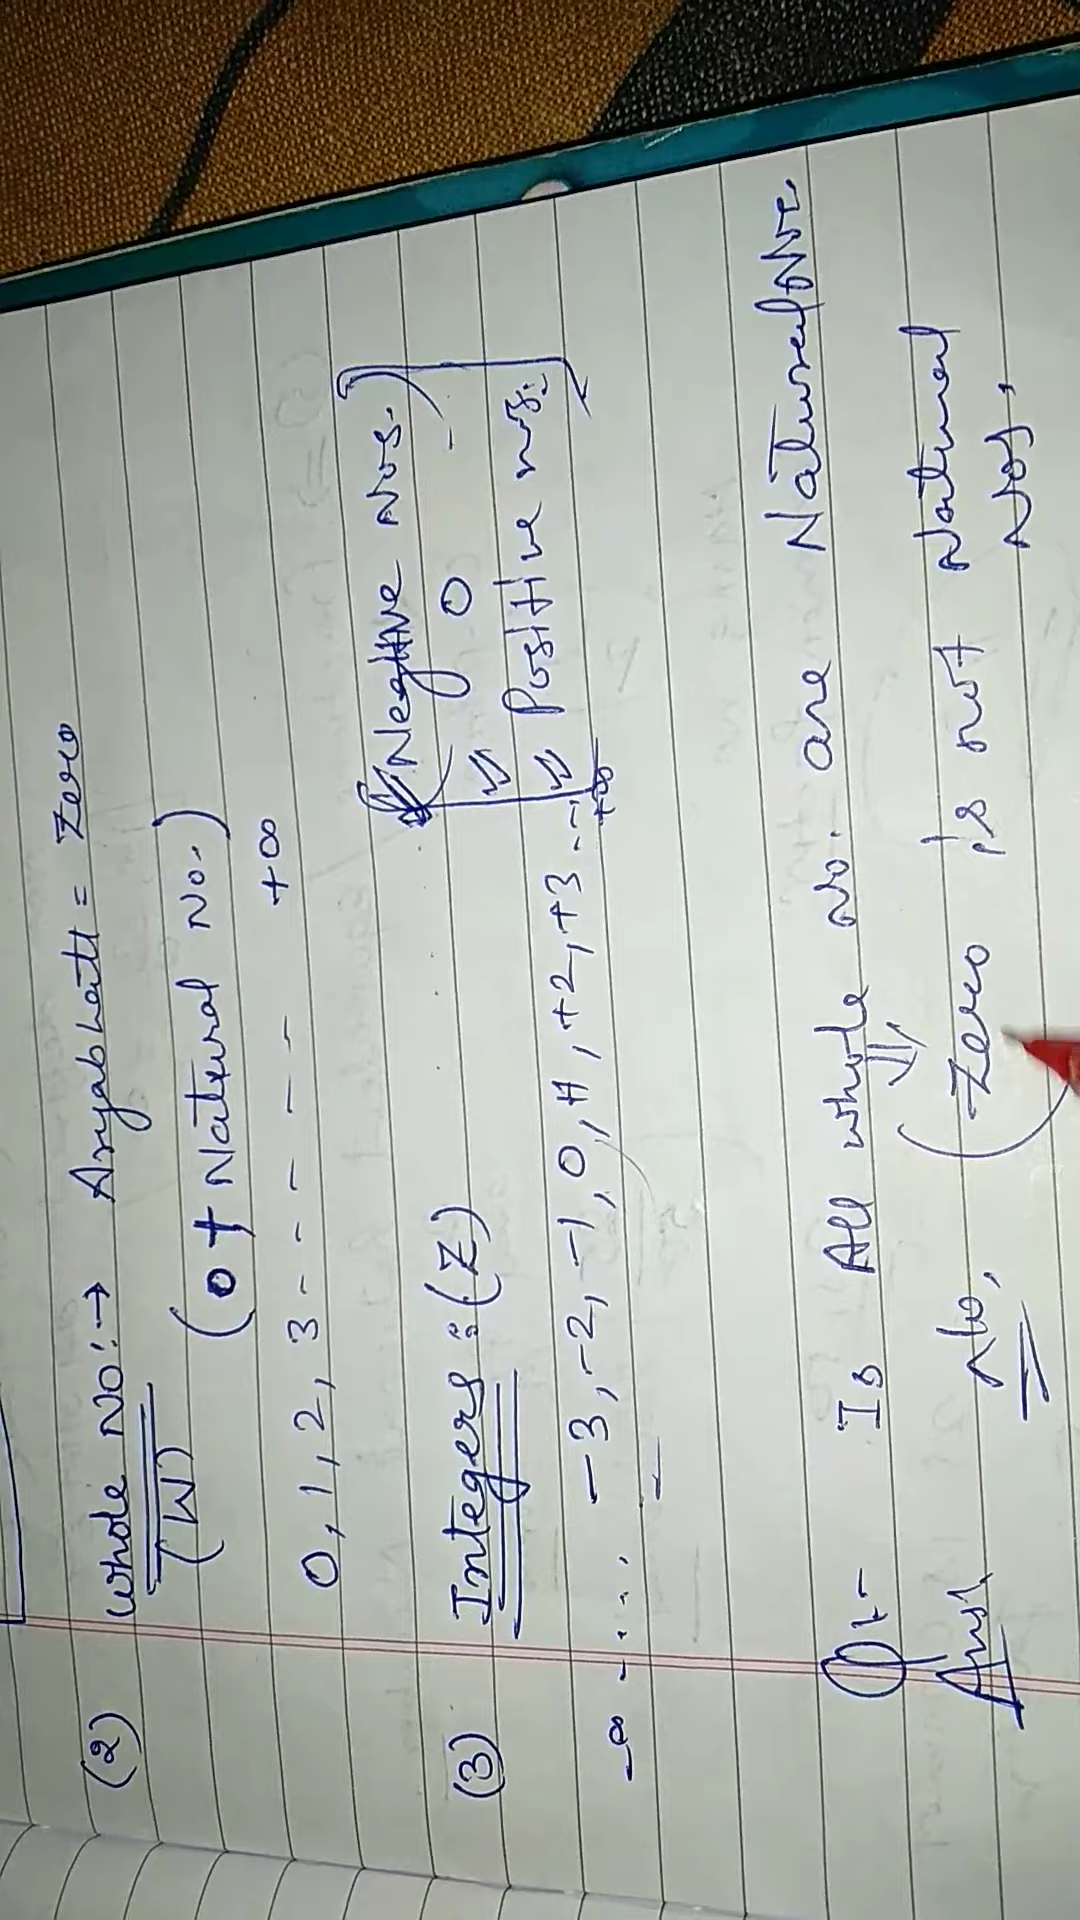 (2) Whole No:→ Aryabhatt = Zero
(W) (0 + Natural No.)
0, 1, 2, 3 - - - - - - +∞
(3) Integers :- (Z)
(Negtive Nos.)
0
Positive nos.
-∞ - - . . . -3, -2, -1, 0, +1, +2, +3 - - +∞
Q1- Is All whole No. are Natural No.
Ans. No, (Zero is not Natural
Nos.